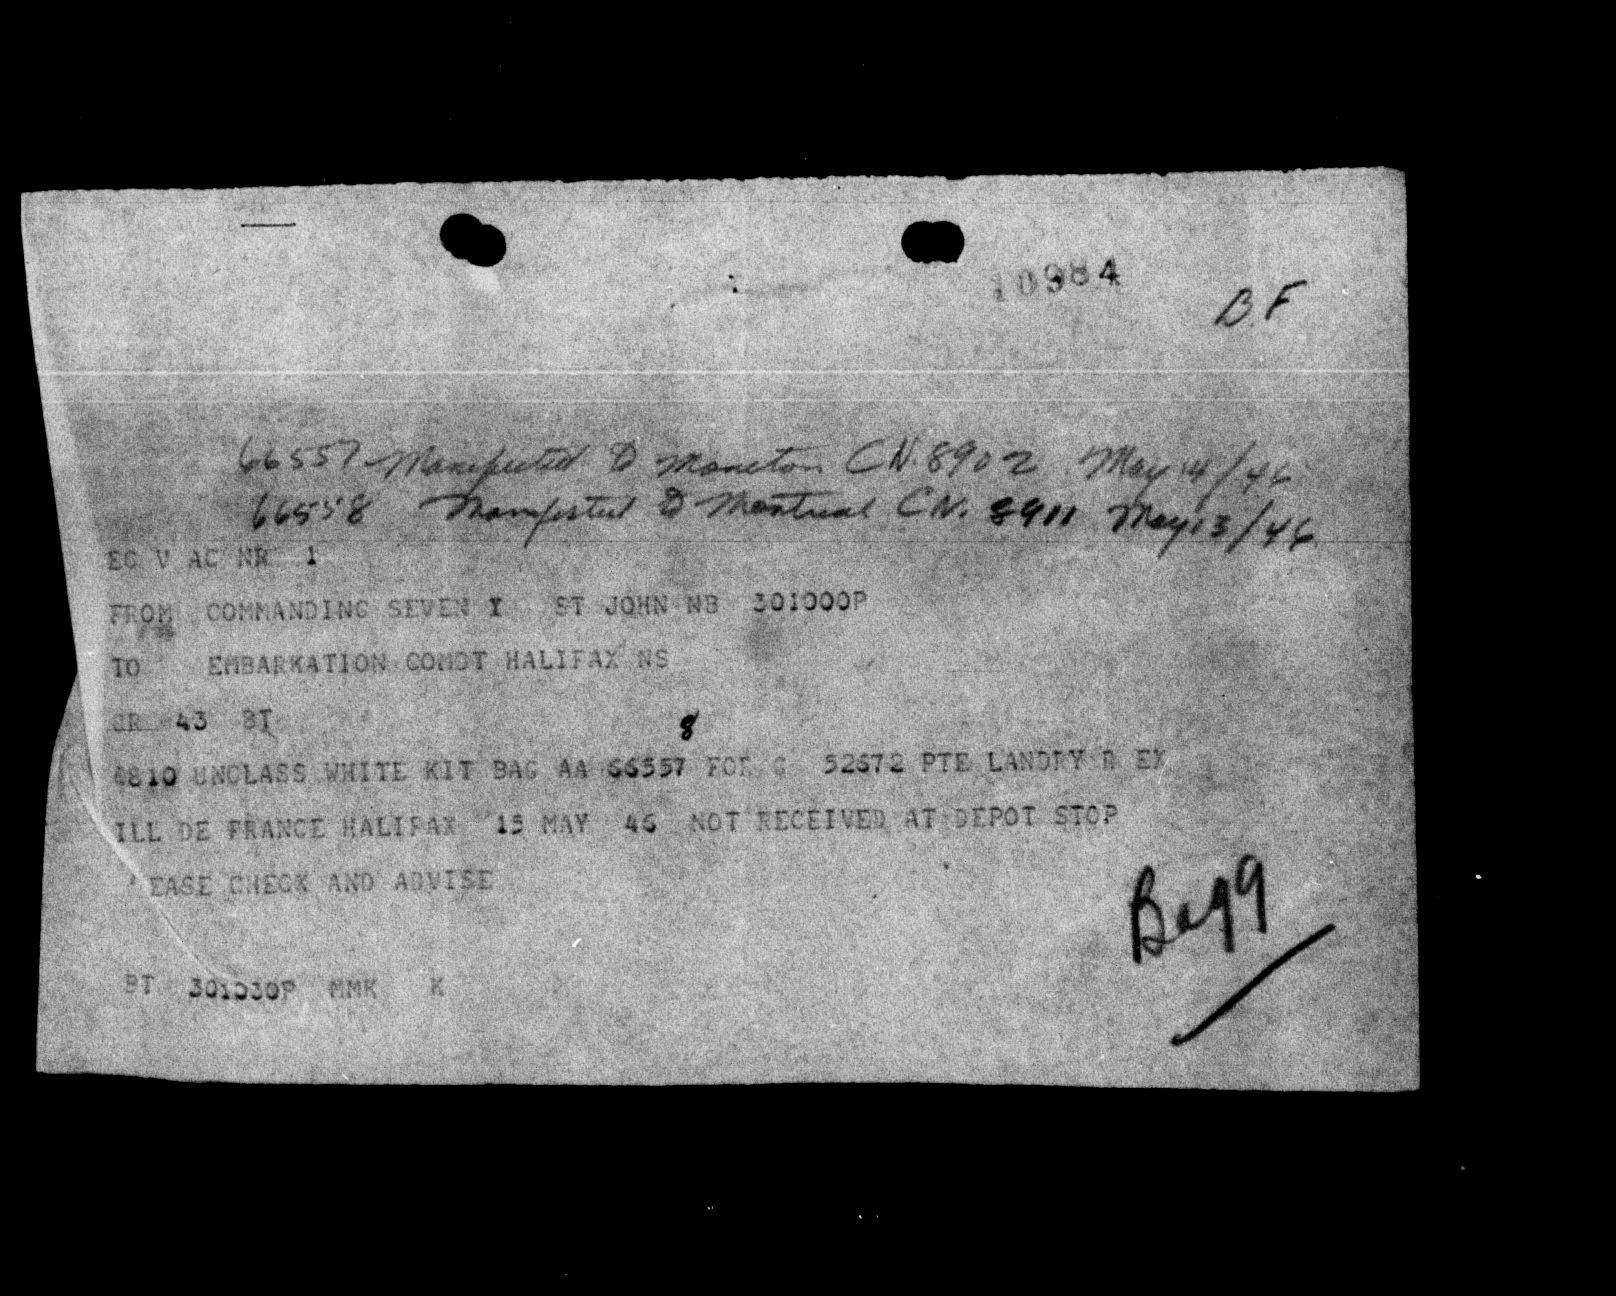 10984
B.F
66557 Manifested to Moncton CN. 8902 May 14/46
66558 Manifested to Montreal CN. 8911 May 13/46
EG V AC NR 1
FROM COMMANDING SEVEN Y ST JOHN NB 301000P
TO EMBARKATION COMDT HALIFAX NS
GR 43 BT
8
4810 UNCLASS WHITE KIT BAG AA 66557 FOR G 52672 PTE LANDRY R EX
ILL DE FRANCE HALIFAX 15 MAY 46 NOT RECEIVED AT DEPOT STOP
EASE CHECK AND ADVISE
Bagg
BT 301030P MMK K